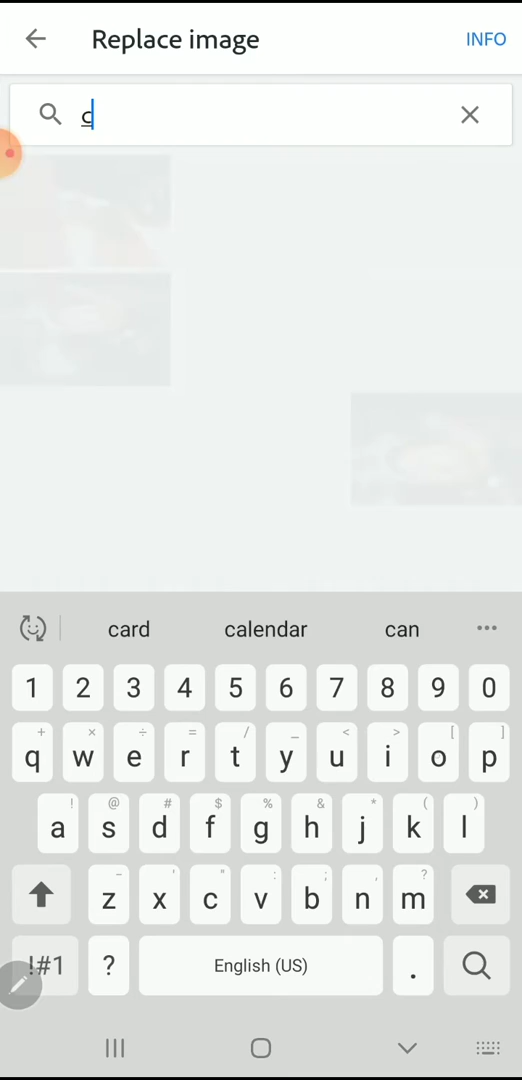 Replace image INFO
c
card calendar can
1 2 3 4 5 6 7 8 9 0
+ × ÷ = / _ < > [ ]
q w e r t y u i o p
! @ # $ % & * ( )
a s d f g h j k l
- ' " : ; , ?
z x c v b n m
!#1 ? English (US) .